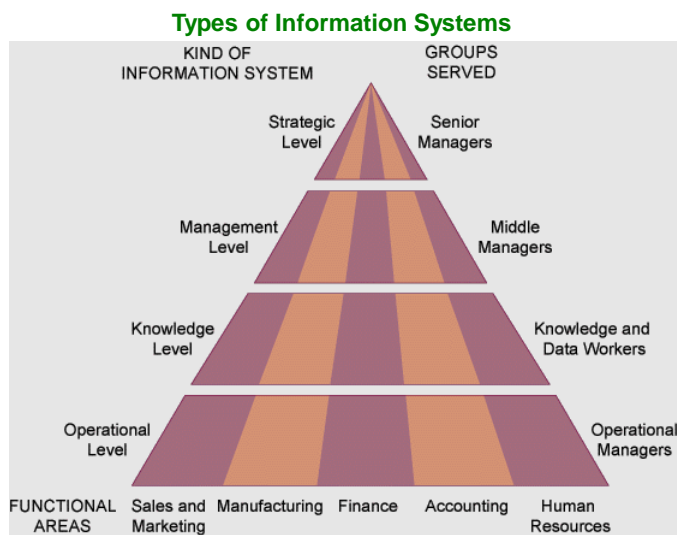 Types of Information Systems
KIND OF
INFORMATION SYSTEM
GROUPS
SERVED
Strategic
Level
Senior
Managers
Management
Level
Middle
Managers
Knowledge
Level
Knowledge and
Data Workers
Operational
Level
Operational
Managers
FUNCTIONAL
AREAS
Sales and
Marketing
Manufacturing
Finance
Accounting
Human
Resources